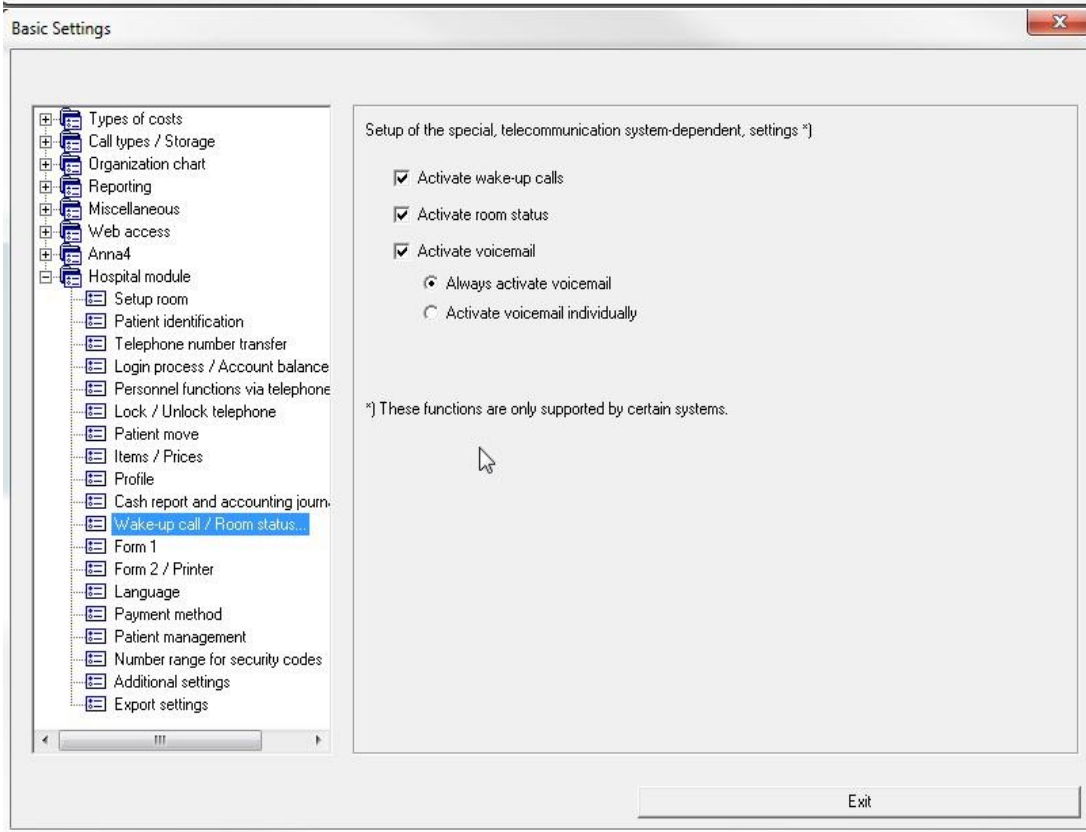 Basic Settings
Types of costs
Call types / Storage
Organization chart
Reporting
Miscellaneous
Web access
Anna4
Hospital module
Setup room
Patient identification
Telephone number transfer
Login process / Account balance
Personnel functions via telephone
Lock / Unlock telephone
Patient move
Items / Prices
Profile
Cash report and accounting journ
Wake-up call / Room status...
Form 1
Form 2 / Printer
Language
Payment method
Patient management
Number range for security codes
Additional settings
Export settings
Setup of the special, telecommunication system-dependent, settings *)
Activate wake-up calls
Activate room status
Activate voicemail
Always activate voicemail
Activate voicemail individually
*) These functions are only supported by certain systems.
Exit